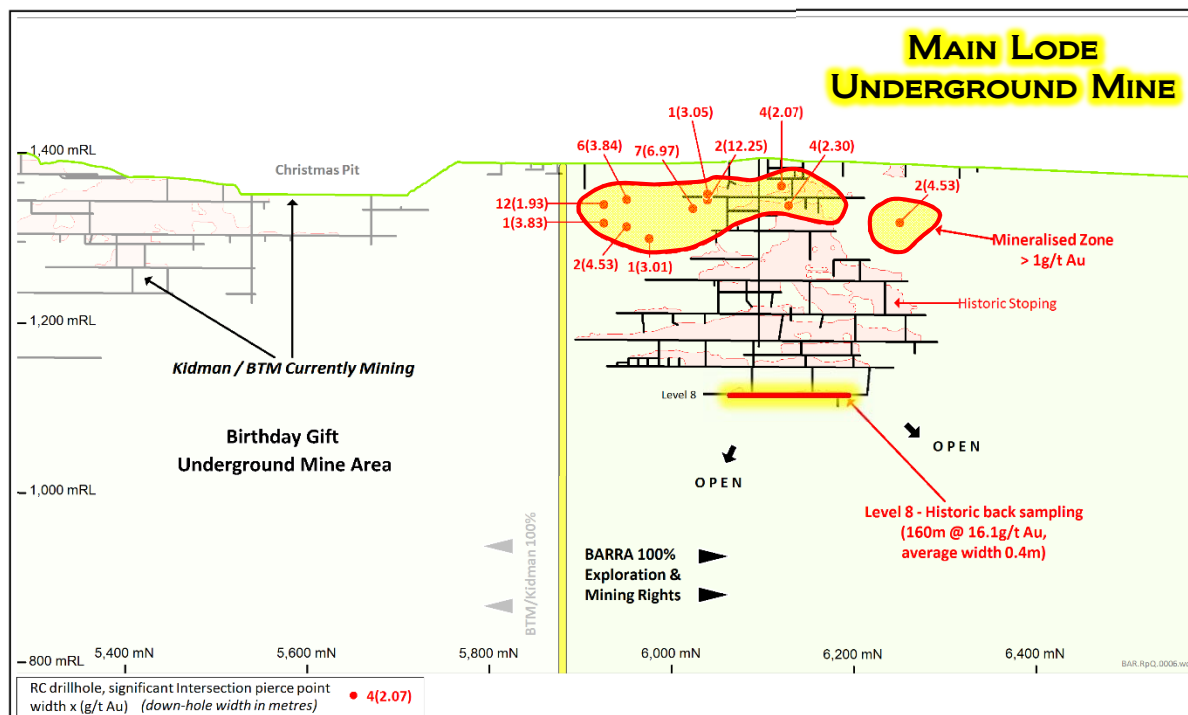 MAIN LODE
UNDERGROUND MINE
1,400 mRL
Christmas Pit
6(3.84)
1(3.05)
4(2.07)
7(6.97)
2(12.25)
4(2.30)
12(1.93)
1(3.83)
2(4.53)
1(3.01)
2(4.53)
Mineralised Zone
> 1g/t Au
Historic Stoping
1,200 mRL
Kidman / BTM Currently Mining
Level 8
Birthday Gift
Underground Mine Area
OPEN
OPEN
1,000 mRL
Level 8 - Historic back sampling
(160m @ 16.1g/t Au,
average width 0.4m)
BTM/Kidman 100%
BARRA 100%
Exploration &
Mining Rights
800 mRL
5,400 mN
5,600 mN
5,800 mN
6,000 mN
6,200 mN
6,400 mN
RC drillhole, significant Intersection pierce point
width x (g/t Au) (down-hole width in metres)
4(2.07)